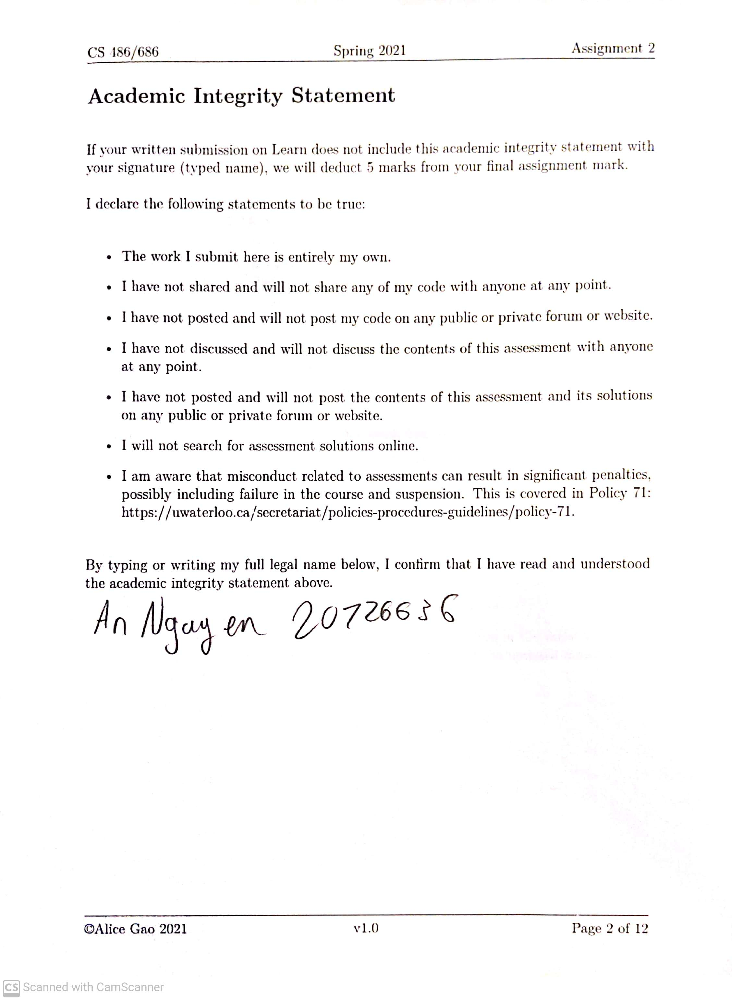 CS 486/686 Spring 2021 Assignment 2
Academic Integrity Statement
If your written submission on Learn does not include this academic integrity statement with
your signature (typed name), we will deduct 5 marks from your final assignment mark.
I declare the following statements to be true:
• The work I submit here is entirely my own.
• I have not shared and will not share any of my code with anyone at any point.
• I have not posted and will not post my code on any public or private forum or website.
• I have not discussed and will not discuss the contents of this assessment with anyone
at any point.
• I have not posted and will not post the contents of this assessment and its solutions
on any public or private forum or website.
• I will not search for assessment solutions online.
• I am aware that misconduct related to assessments can result in significant penalties,
possibly including failure in the course and suspension. This is covered in Policy 71:
https://uwaterloo.ca/secretariat/policies-procedures-guidelines/policy-71.
By typing or writing my full legal name below, I confirm that I have read and understood
the academic integrity statement above.
An Nguyen 20726636
©Alice Gao 2021 v1.0 Page 2 of 12
CS Scanned with CamScanner